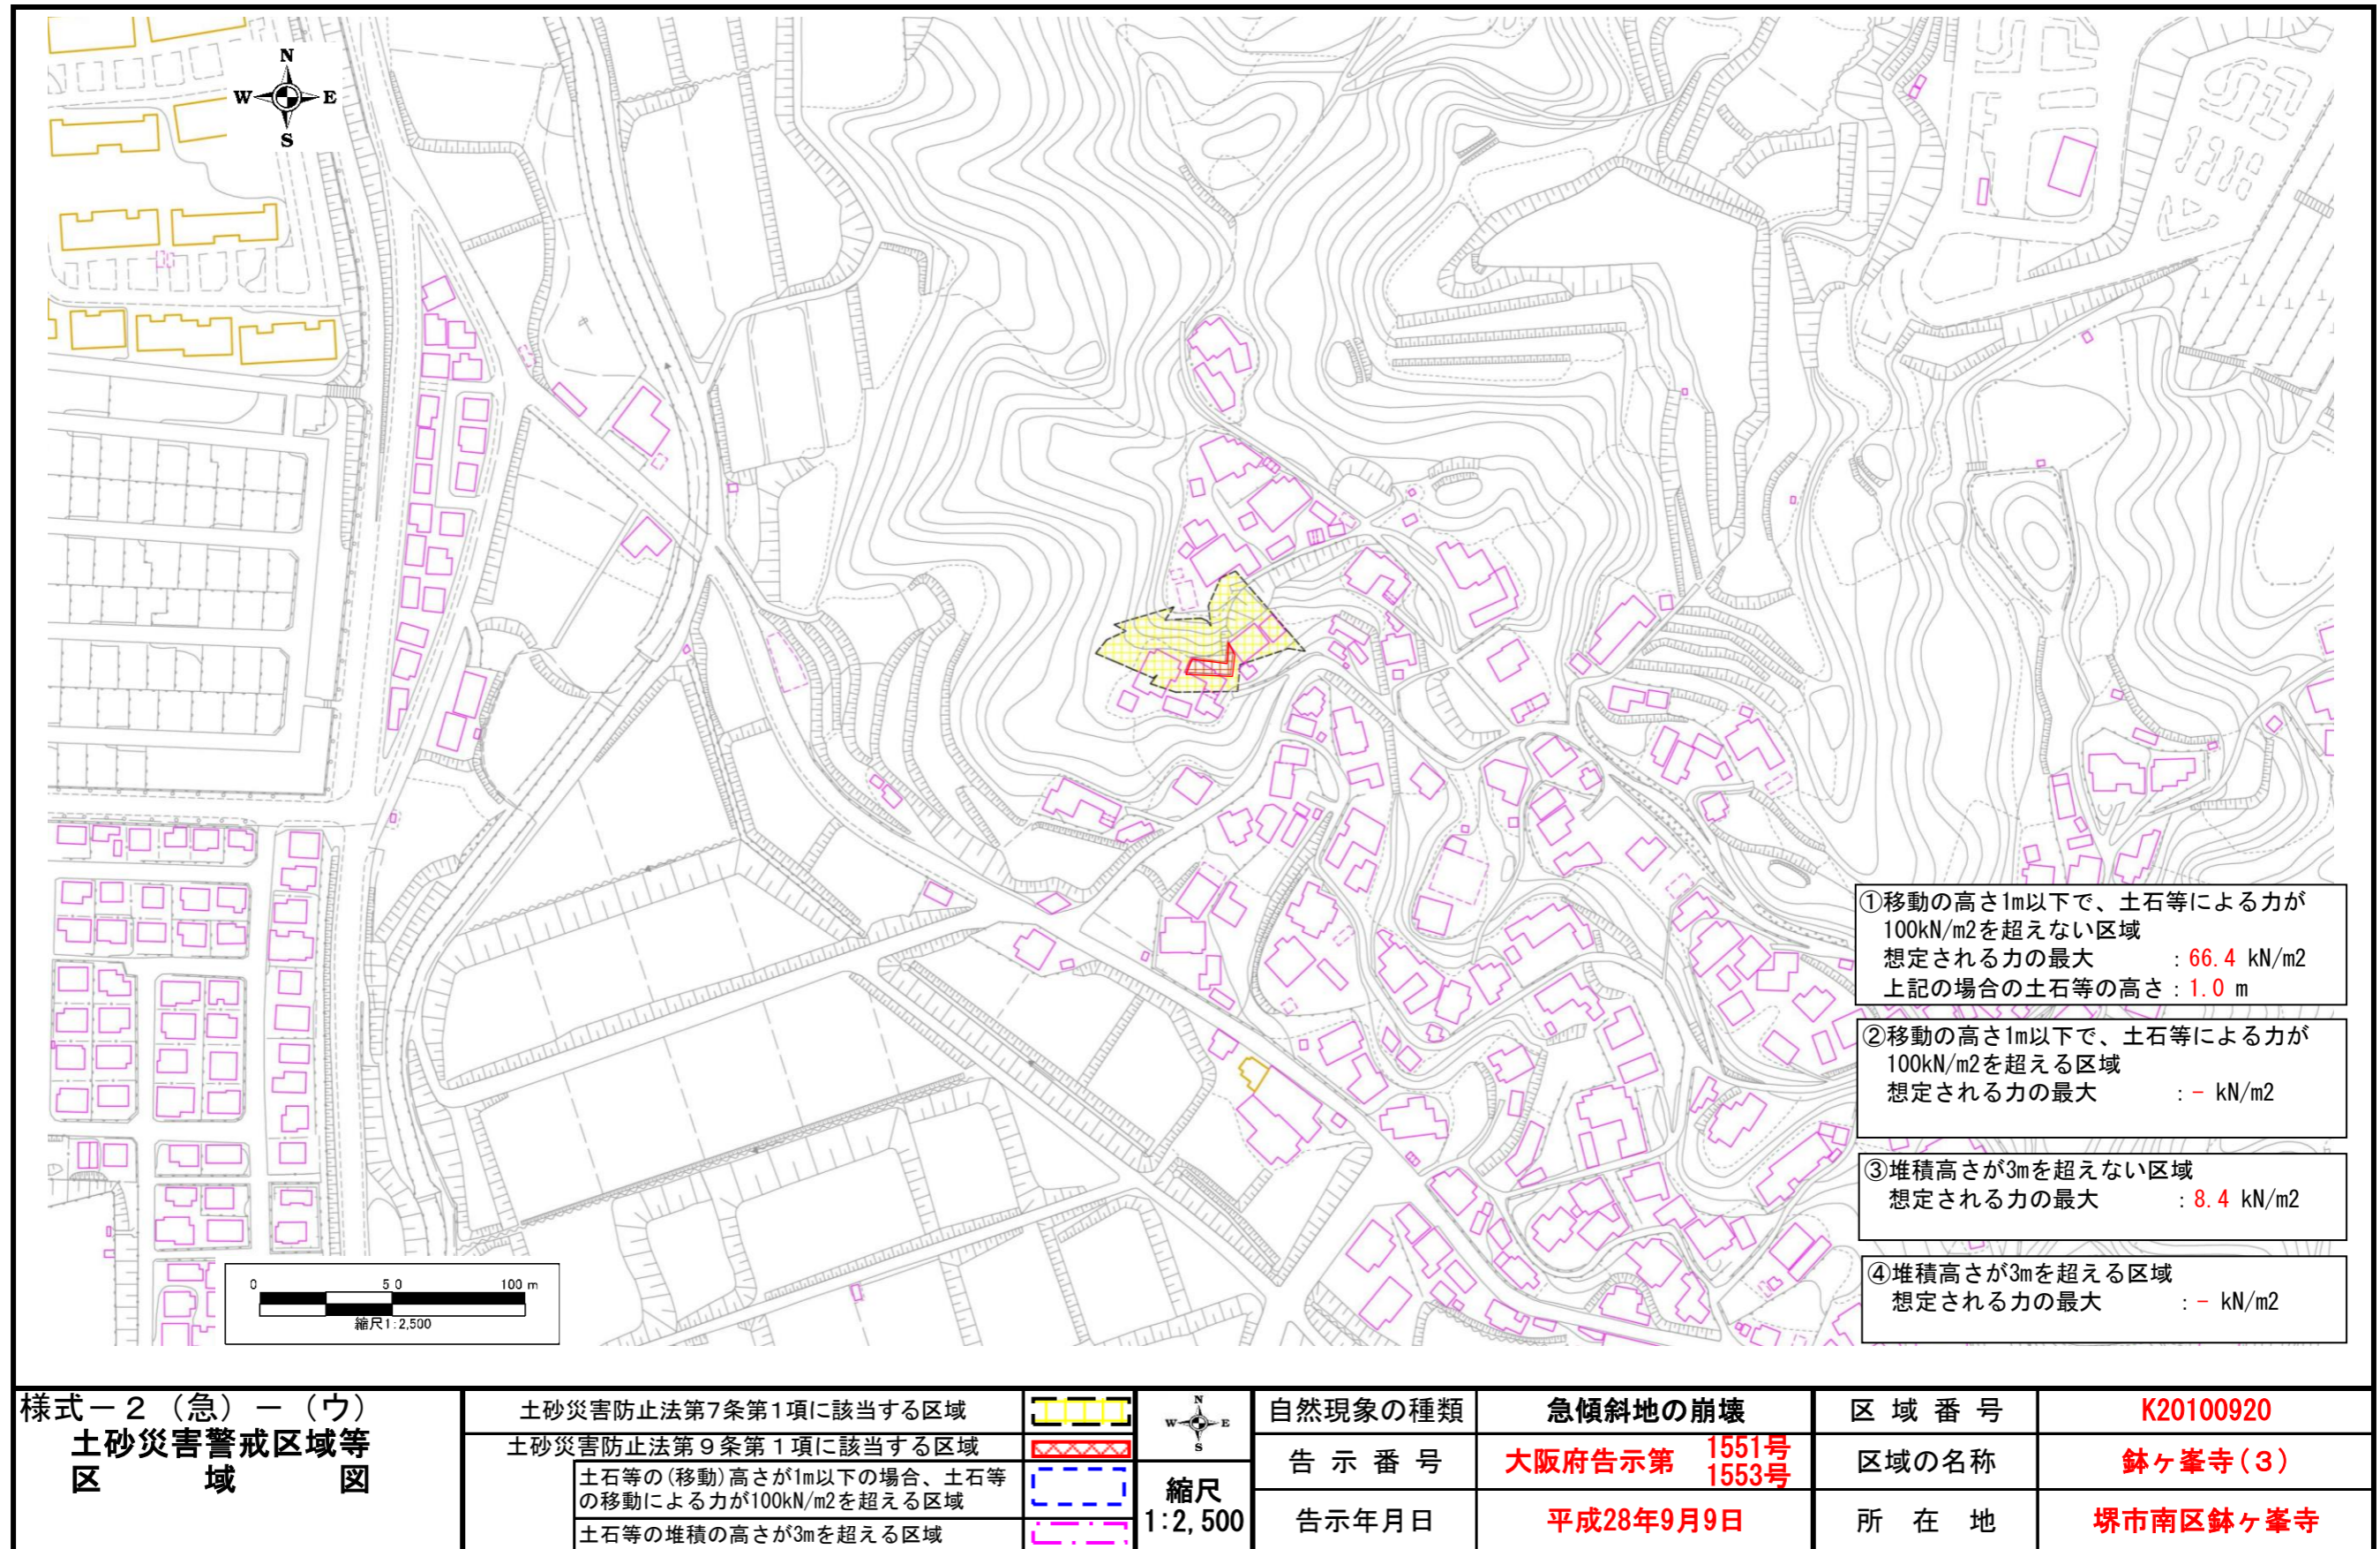 N
W E
S
①移動の高さ1m以下で、土石等による力が
100kN/m2を超えない区域
想定される力の最大 : 66.4 kN/m2
上記の場合の土石等の高さ : 1.0 m
②移動の高さ1m以下で、土石等による力が
100kN/m2を超える区域
想定される力の最大 : － kN/m2
③堆積高さが3mを超えない区域
想定される力の最大 : 8.4 kN/m2
④堆積高さが3mを超える区域
想定される力の最大 : － kN/m2
0 50 100 m
縮尺1:2,500
様式－２（急）－（ウ）
土砂災害警戒区域等
区 域 図
土砂災害防止法第7条第1項に該当する区域
土砂災害防止法第９条第１項に該当する区域
土石等の(移動)高さが1m以下の場合、土石等
の移動による力が100kN/m2を超える区域
土石等の堆積の高さが3mを超える区域
N
W E
S
縮尺
1:2,500
自然現象の種類 急傾斜地の崩壊
告示番号 大阪府告示第 1551号
1553号
告示年月日 平成28年9月9日
区域番号 K20100920
区域の名称 鉢ヶ峯寺(３)
所在地 堺市南区鉢ヶ峯寺